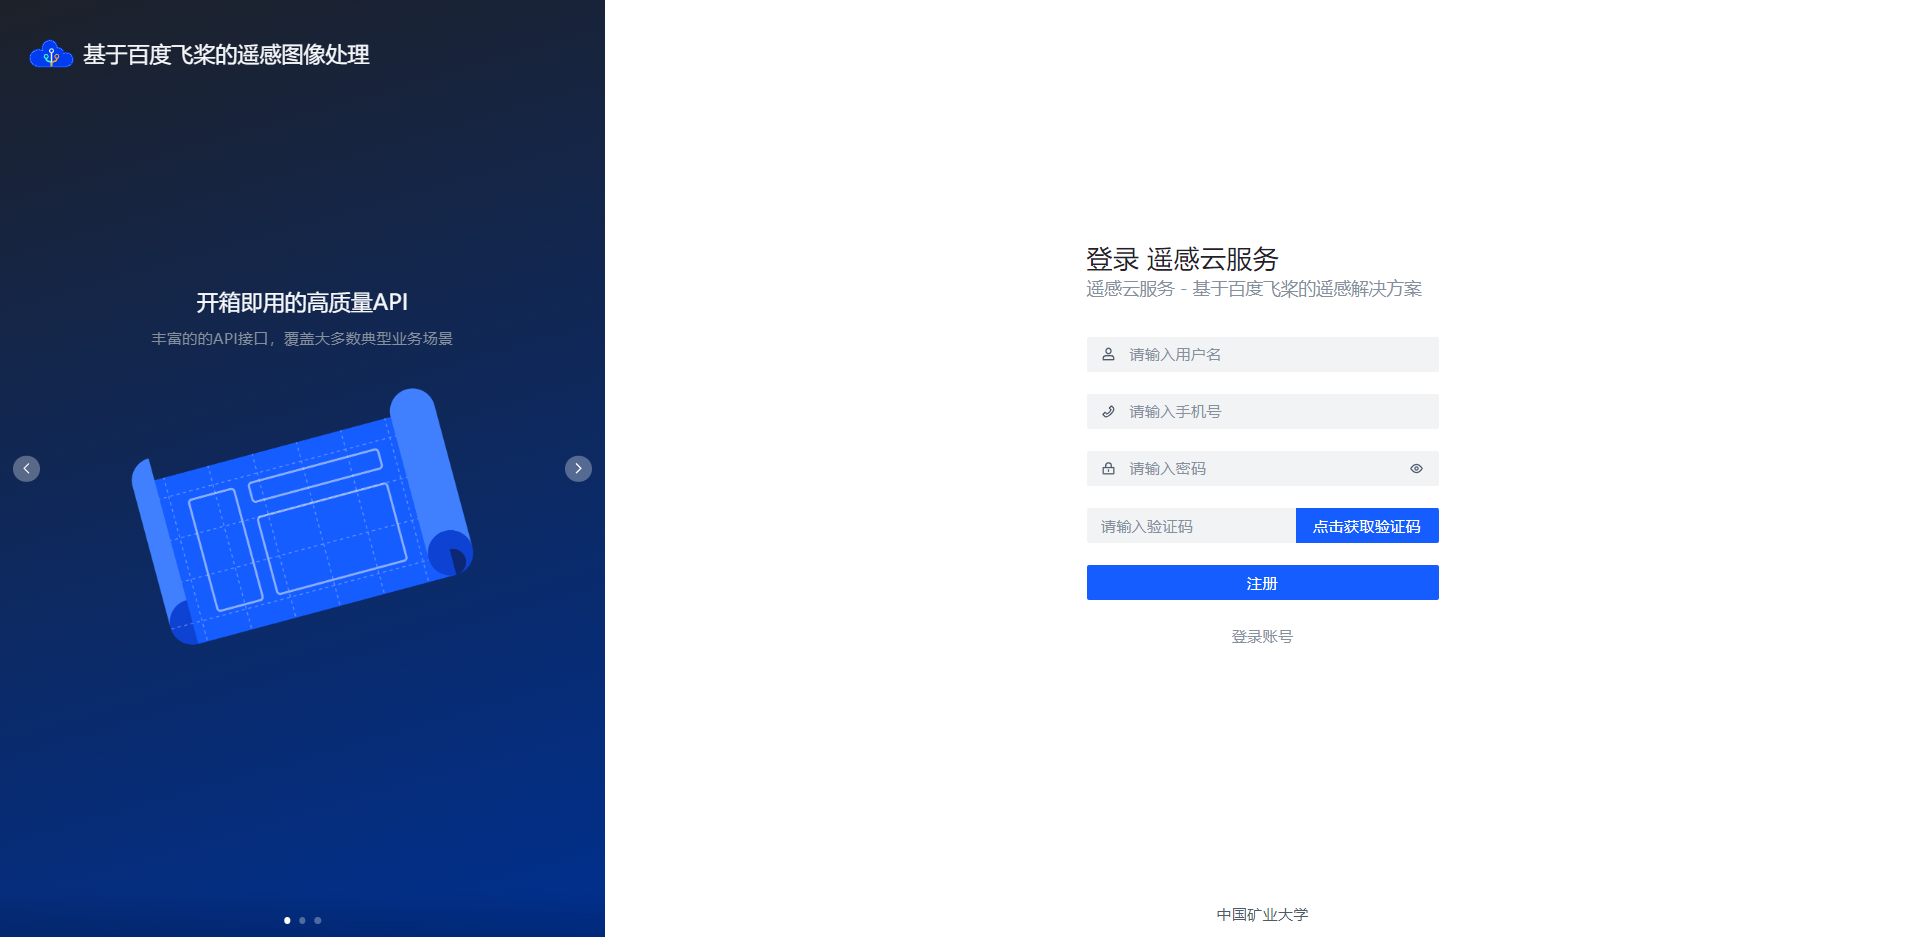 基于百度飞桨的遥感图像处理
开箱即用的高质量API
丰富的的API接口，覆盖大多数典型业务场景
登录 遥感云服务
遥感云服务 - 基于百度飞桨的遥感解决方案
请输入用户名
请输入手机号
请输入密码
请输入验证码 点击获取验证码
注册
登录账号
中国矿业大学